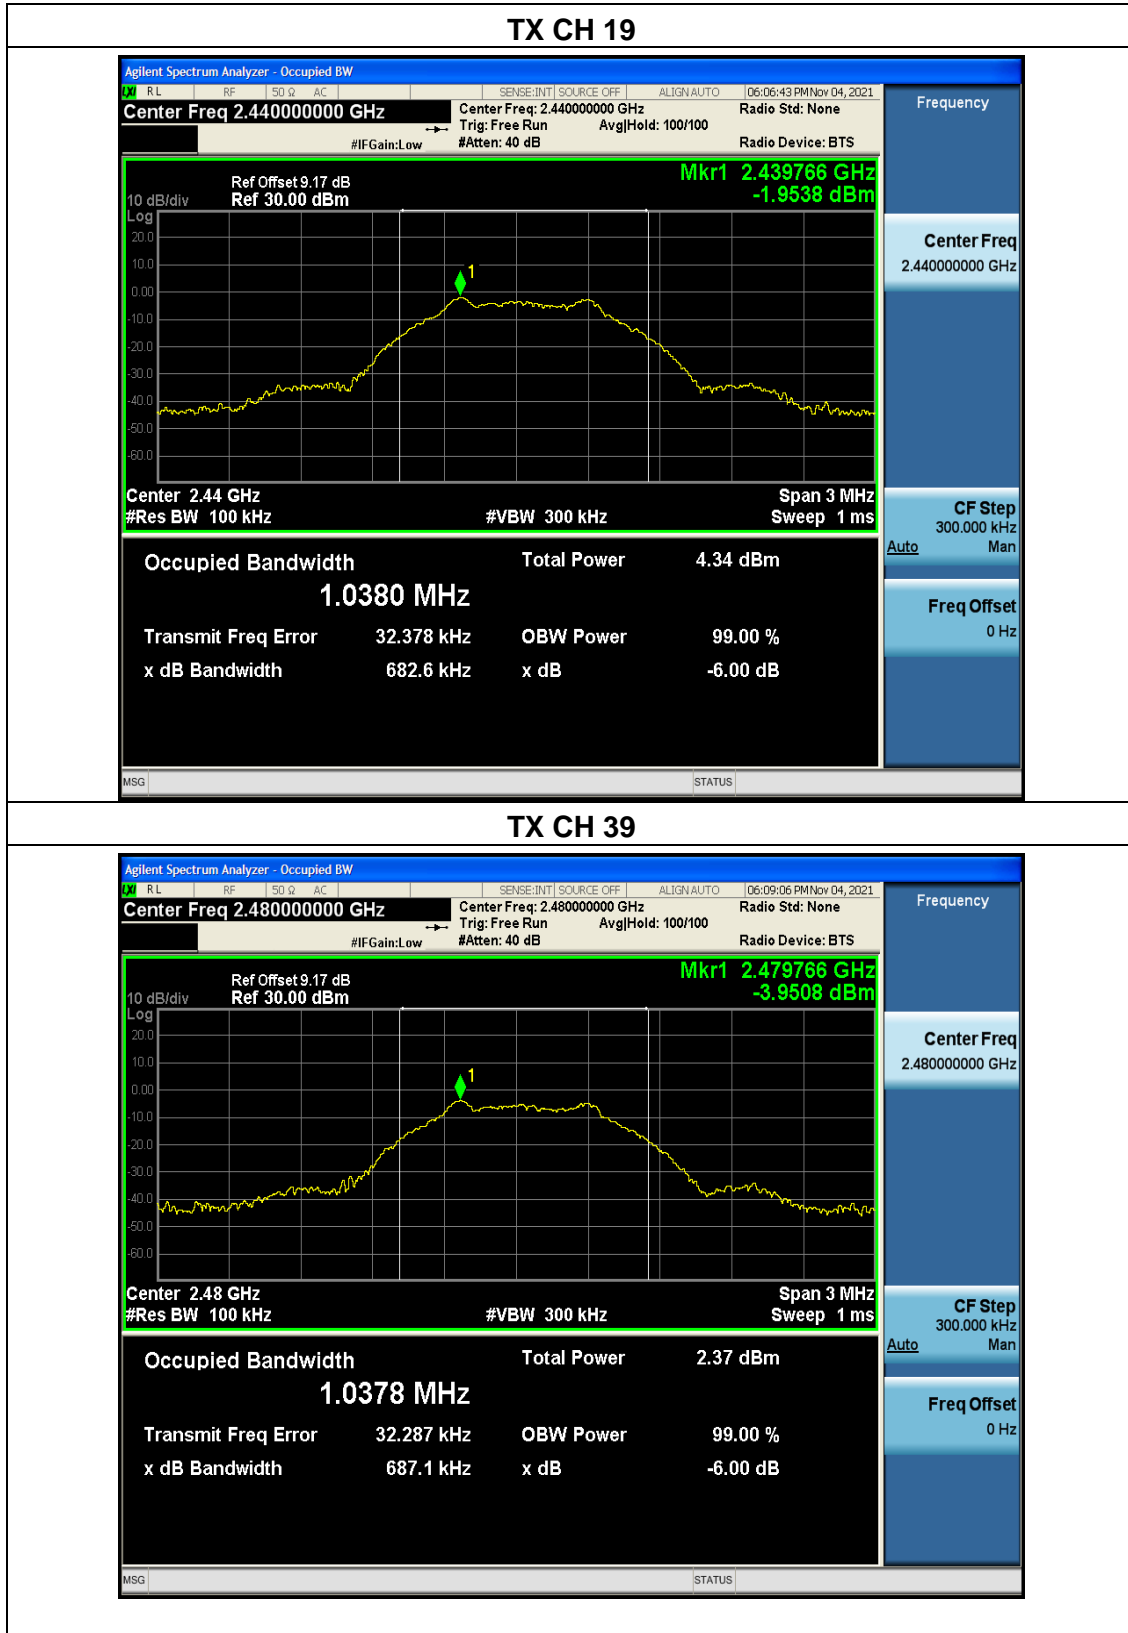 TX CH 19
Agilent Spectrum Analyzer - Occupied BW
LXI RL RF 50 Ω AC SENSE:INT SOURCE OFF ALIGNAUTO 06:06:43 PM Nov 04, 2021
Center Freq 2.440000000 GHz
Center Freq: 2.440000000 GHz Radio Std: None
Trig: Free Run Avg|Hold: 100/100
#IFGain:Low #Atten: 40 dB Radio Device: BTS
Frequency
Mkr1 2.439766 GHz
-1.9538 dBm
Ref Offset 9.17 dB
10 dB/div Ref 30.00 dBm
Log
20.0
10.0
1
0.00
-10.0
-20.0
-30.0
-40.0
-50.0
-60.0
Center 2.44 GHz Span 3 MHz
#Res BW 100 kHz #VBW 300 kHz Sweep 1 ms
Center Freq
2.440000000 GHz
CF Step
300.000 kHz
Auto Man
Freq Offset
0 Hz
Occupied Bandwidth Total Power 4.34 dBm
1.0380 MHz
Transmit Freq Error 32.378 kHz OBW Power 99.00 %
x dB Bandwidth 682.6 kHz x dB -6.00 dB
MSG STATUS
TX CH 39
Agilent Spectrum Analyzer - Occupied BW
LXI RL RF 50 Ω AC SENSE:INT SOURCE OFF ALIGNAUTO 06:09:06 PM Nov 04, 2021
Center Freq 2.480000000 GHz
Center Freq: 2.480000000 GHz Radio Std: None
Trig: Free Run Avg|Hold: 100/100
#IFGain:Low #Atten: 40 dB Radio Device: BTS
Frequency
Mkr1 2.479766 GHz
-3.9508 dBm
Ref Offset 9.17 dB
10 dB/div Ref 30.00 dBm
Log
20.0
10.0
1
0.00
-10.0
-20.0
-30.0
-40.0
-50.0
-60.0
Center 2.48 GHz Span 3 MHz
#Res BW 100 kHz #VBW 300 kHz Sweep 1 ms
Center Freq
2.480000000 GHz
CF Step
300.000 kHz
Auto Man
Freq Offset
0 Hz
Occupied Bandwidth Total Power 2.37 dBm
1.0378 MHz
Transmit Freq Error 32.287 kHz OBW Power 99.00 %
x dB Bandwidth 687.1 kHz x dB -6.00 dB
MSG STATUS